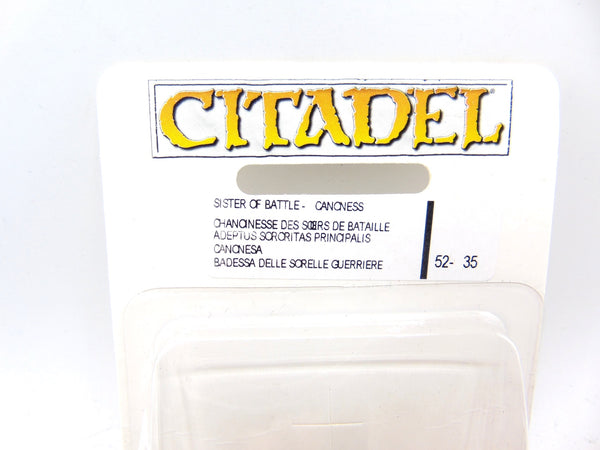 CITADEL
SISTER OF BATTLE - CANONESS
CHANOINESSE DES SŒRS DE BATAILLE
ADEPTUS SORORITAS PRINCIPALIS
CANONESA
BADESSA DELLE SORELLE GUERRIERE
52- 35